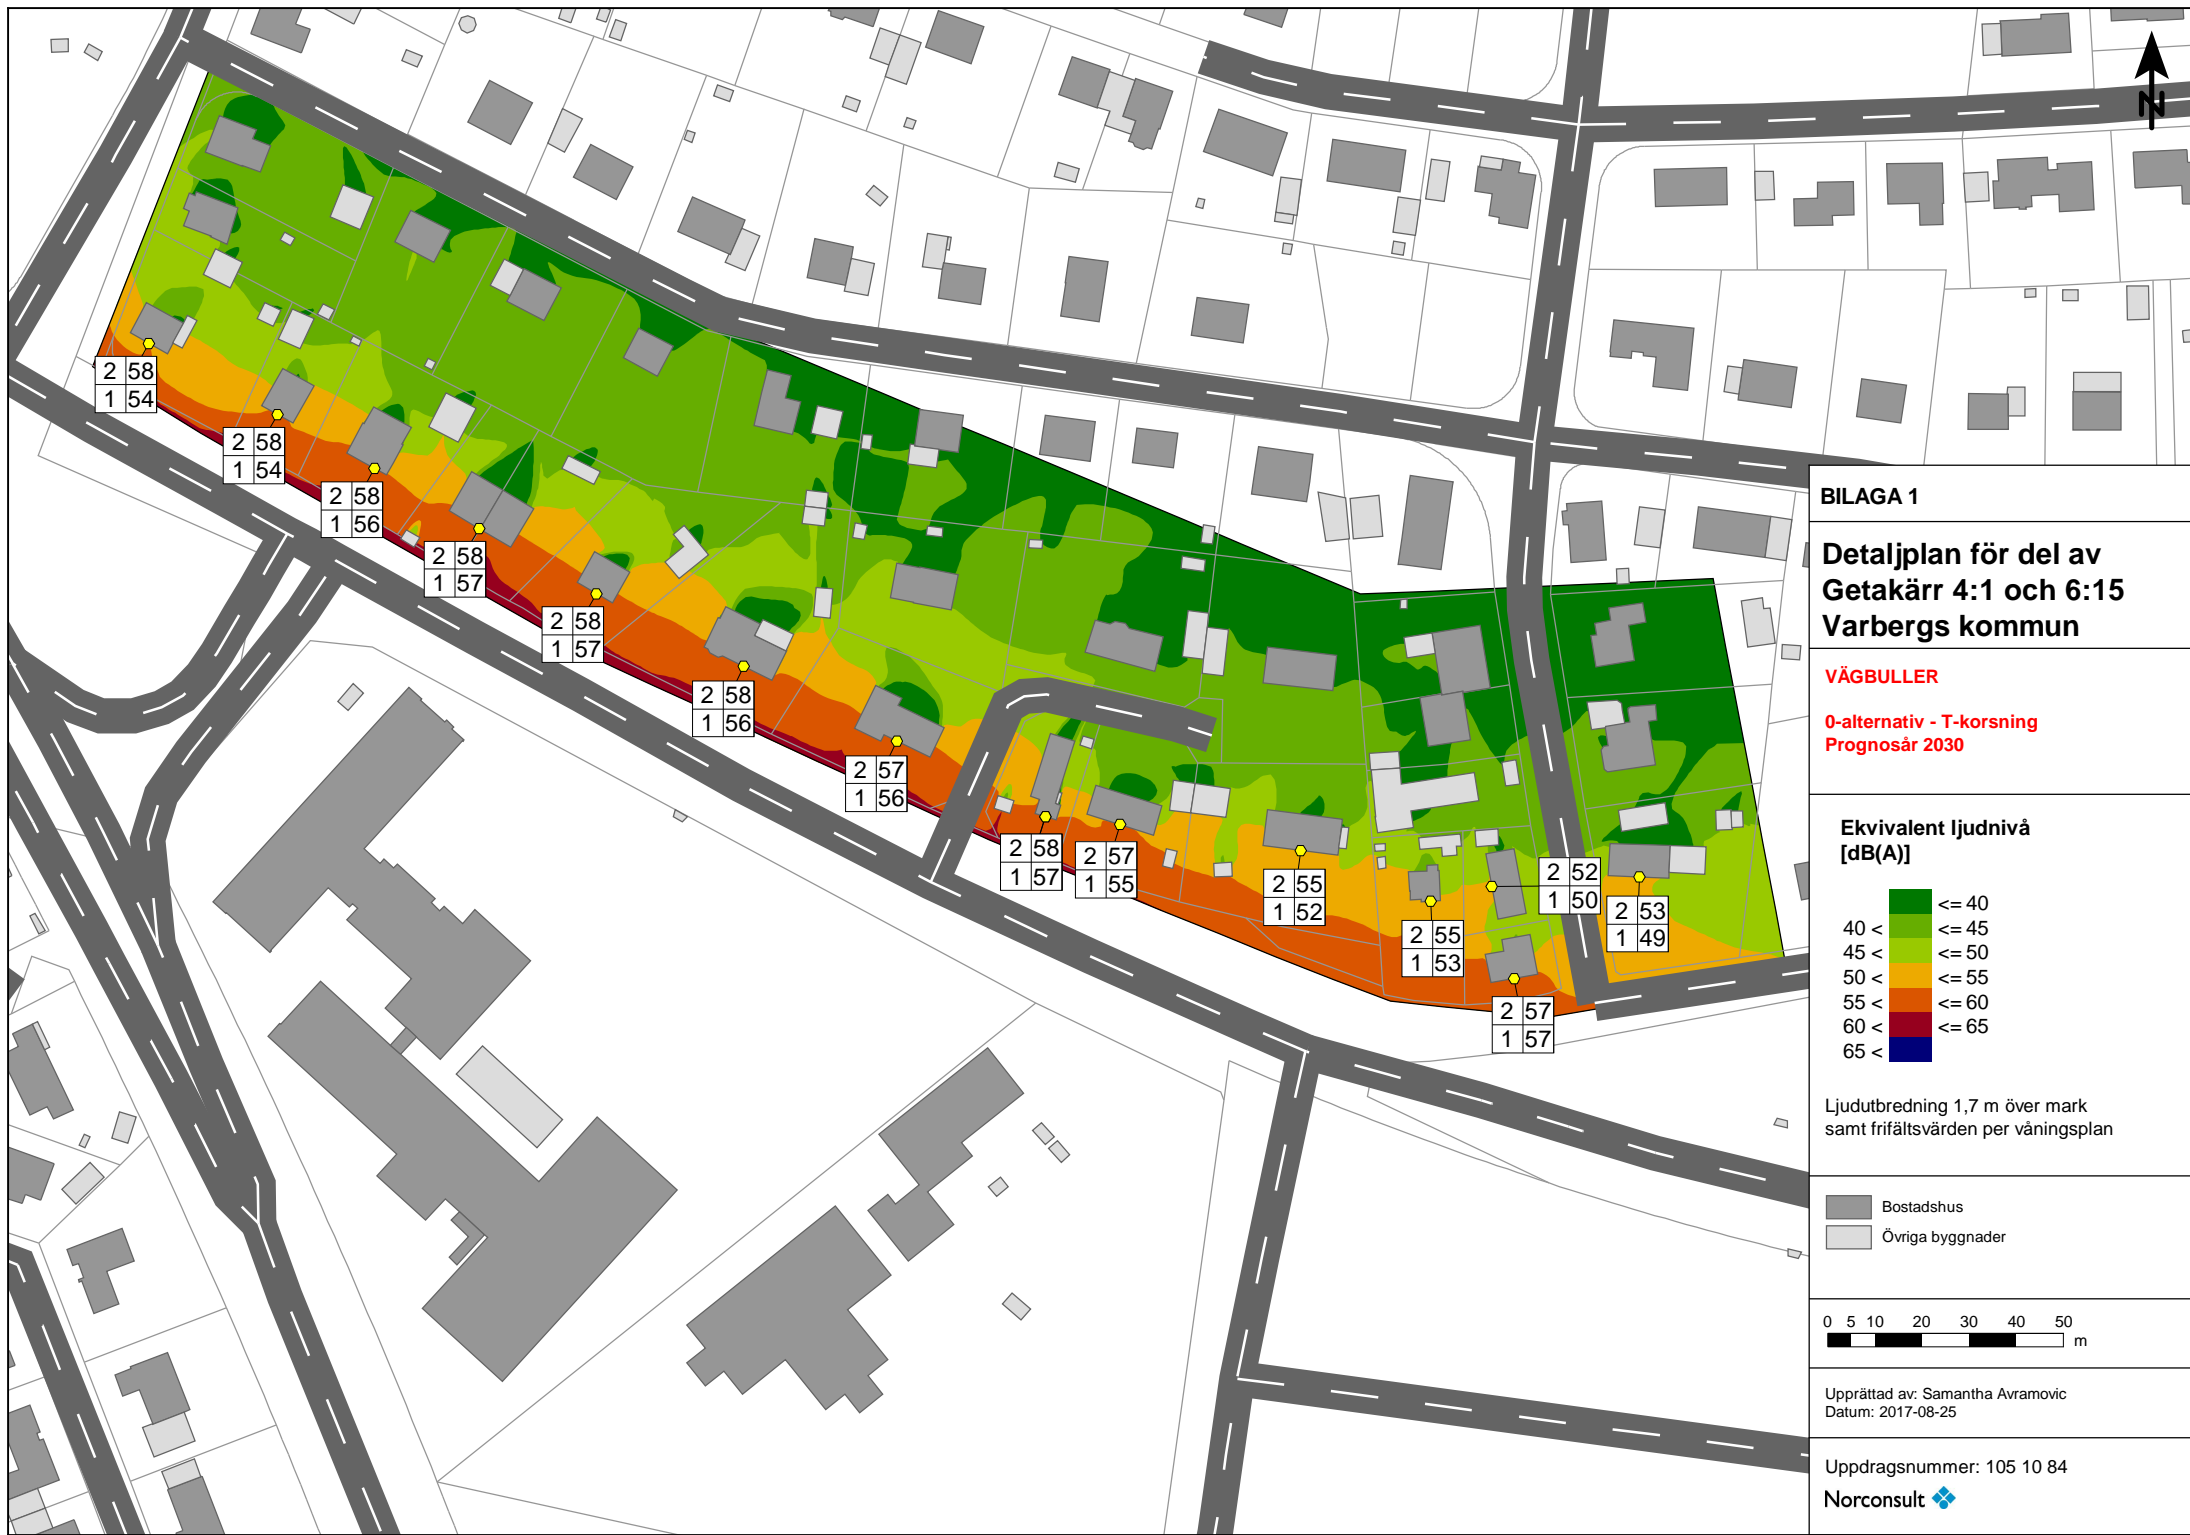 N
2 58
1 54
2 58
1 54
2 58
1 56
2 58
1 57
2 58
1 57
2 58
1 56
2 57
1 56
2 58
1 57
2 57
1 55
2 55
1 52
2 55
1 53
2 52
1 50
2 53
1 49
2 57
1 57
BILAGA 1
Detaljplan för del av
Getakärr 4:1 och 6:15
Varbergs kommun
VÄGBULLER
0-alternativ - T-korsning
Prognosår 2030
Ekvivalent ljudnivå
[dB(A)]
<= 40
40 < <= 45
45 < <= 50
50 < <= 55
55 < <= 60
60 < <= 65
65 <
Ljudutbredning 1,7 m över mark
samt frifältsvärden per våningsplan
Bostadshus
Övriga byggnader
0 5 10 20 30 40 50
m
Upprättad av: Samantha Avramovic
Datum: 2017-08-25
Uppdragsnummer: 105 10 84
Norconsult